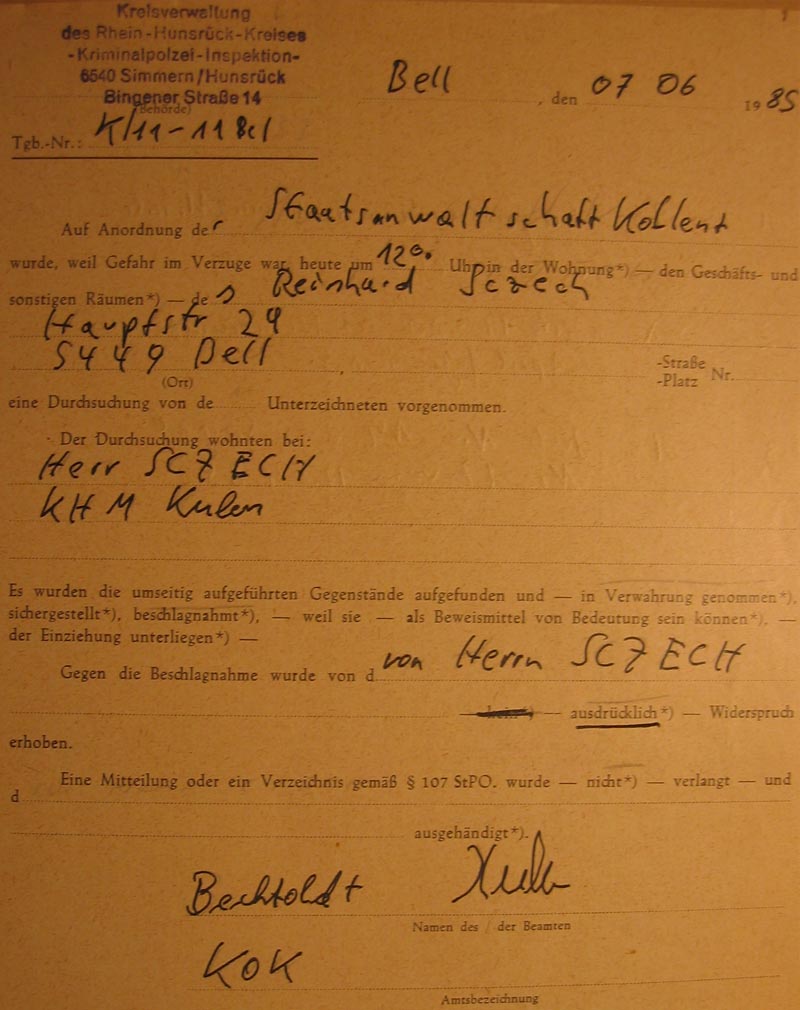 Kreisverwaltung
des Rhein-Hunsrück-Kreises
-Kriminalpolzei-Inspektion-
6540 Simmern/Hunsrück
Bingener Straße 14
(Behörde)
Bell, den 07 06 1985
Tgb.-Nr.: K/11-11
Auf Anordnung der Staatsanwaltschaft Koblenz
wurde, weil Gefahr im Verzuge war, heute um 12 Uhr in der Wohnung*) — den Geschäfts- und
sonstigen Räumen*) — des Reinhard Sczech
Hauptstr 29
5449 Bell
-Straße
-Platz Nr.
(Ort)
eine Durchsuchung von de Unterzeichneten vorgenommen.
Der Durchsuchung wohnten bei:
Herr SCZECH
KHM
Es wurden die umseitig aufgeführten Gegenstände aufgefunden und — in Verwahrung genommen*),
sichergestellt*), beschlagnahmt*), — weil sie — als Beweismittel von Bedeutung sein können*), —
der Einziehung unterliegen*) —
Gegen die Beschlagnahme wurde von d von Herrn SCZECH
kein*) — ausdrücklich*) — Widerspruch
erhoben.
Eine Mitteilung oder ein Verzeichnis gemäß § 107 StPO. wurde — nicht*) — verlangt — und
d
ausgehändigt*).
Bechtoldt
Namen des / der Beamten
KOK
Amtsbezeichnung